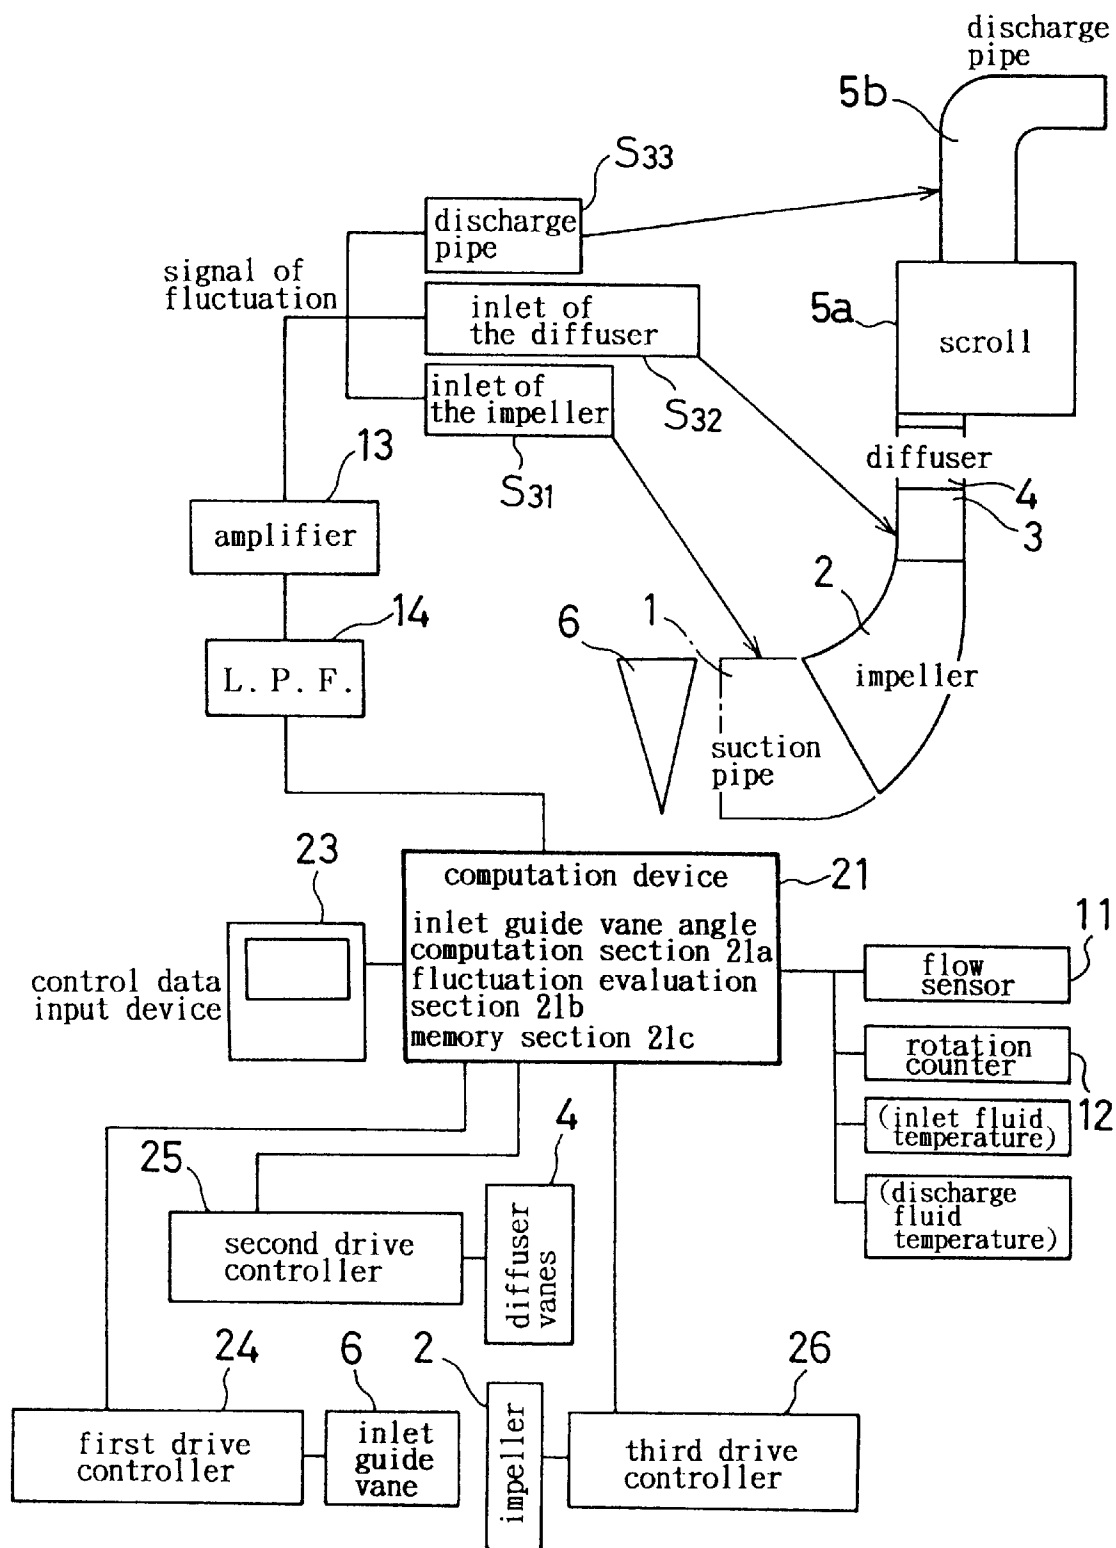 discharge
pipe
5b
S33
discharge
pipe
signal of
fluctuation
inlet of
the diffuser
5a
scroll
inlet of
the impeller
S32
S31
diffuser
4
3
13
amplifier
2
14
6
1
L. P. F.
impeller
suction
pipe
23
computation device
21
inlet guide vane angle
computation section 21a
fluctuation evaluation
section 21b
memory section 21c
control data
input device
11
flow
sensor
rotation
counter
12
(inlet fluid
temperature)
(discharge
fluid
temperature)
4
25
second drive
controller
diffuser
vanes
24
6
2
26
first drive
controller
inlet
guide
vane
impeller
third drive
controller